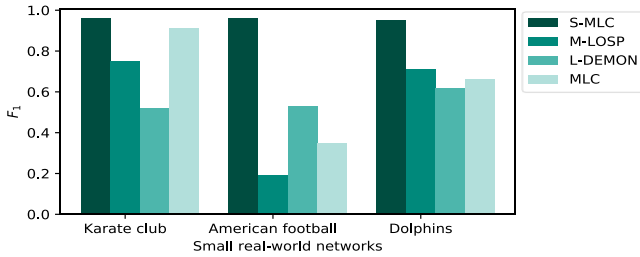 1.0
0.8
0.6
0.4
0.2
0.0
F1
Karate club
American football
Dolphins
Small real-world networks
S-MLC
M-LOSP
L-DEMON
MLC